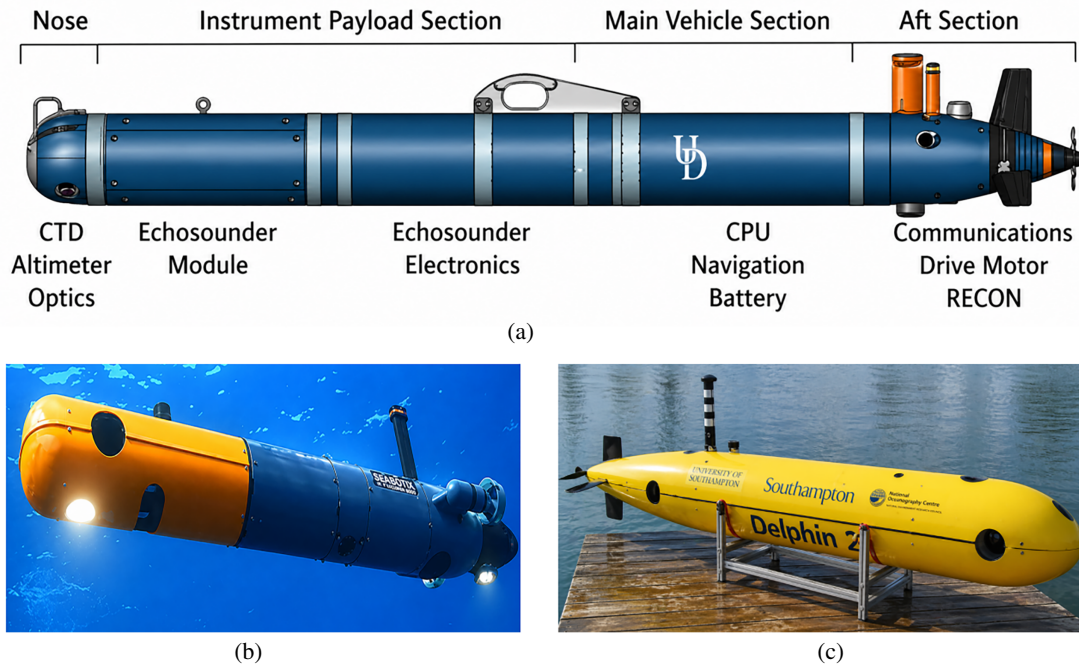 Nose
Instrument Payload Section
Main Vehicle Section
Aft Section
UD
CTD
Altimeter
Optics
Echosounder
Module
Echosounder
Electronics
CPU
Navigation
Battery
Communications
Drive Motor
RECON
(a)
SEABOTIX
UNIVERSITY OF
SOUTHAMPTON
Southampton
National
Oceanography Centre
Delphin 2
(b)
(c)